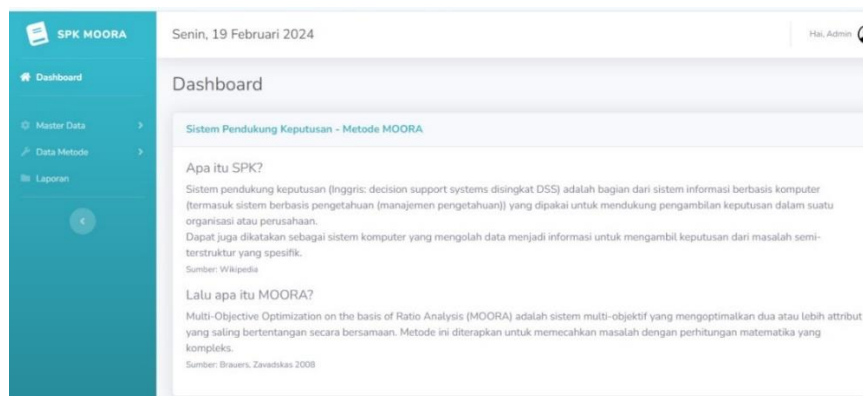 SPK MOORA
Dashboard
Master Data
Data Metode
Laporan
Senin, 19 Februari 2024
Hai, Admin
Dashboard
Sistem Pendukung Keputusan - Metode MOORA
Apa itu SPK?
Sistem pendukung keputusan (Inggris: decision support systems disingkat DSS) adalah bagian dari sistem informasi berbasis komputer
(termasuk sistem berbasis pengetahuan (manajemen pengetahuan)) yang dipakai untuk mendukung pengambilan keputusan dalam suatu
organisasi atau perusahaan.
Dapat juga dikatakan sebagai sistem komputer yang mengolah data menjadi informasi untuk mengambil keputusan dari masalah semi-
terstruktur yang spesifik.
Sumber: Wikipedia
Lalu apa itu MOORA?
Multi-Objective Optimization on the basis of Ratio Analysis (MOORA) adalah sistem multi-objektif yang mengoptimalkan dua atau lebih attribut
yang saling bertentangan secara bersamaan. Metode ini diterapkan untuk memecahkan masalah dengan perhitungan matematika yang
kompleks.
Sumber: Brauers, Zavadskas 2008